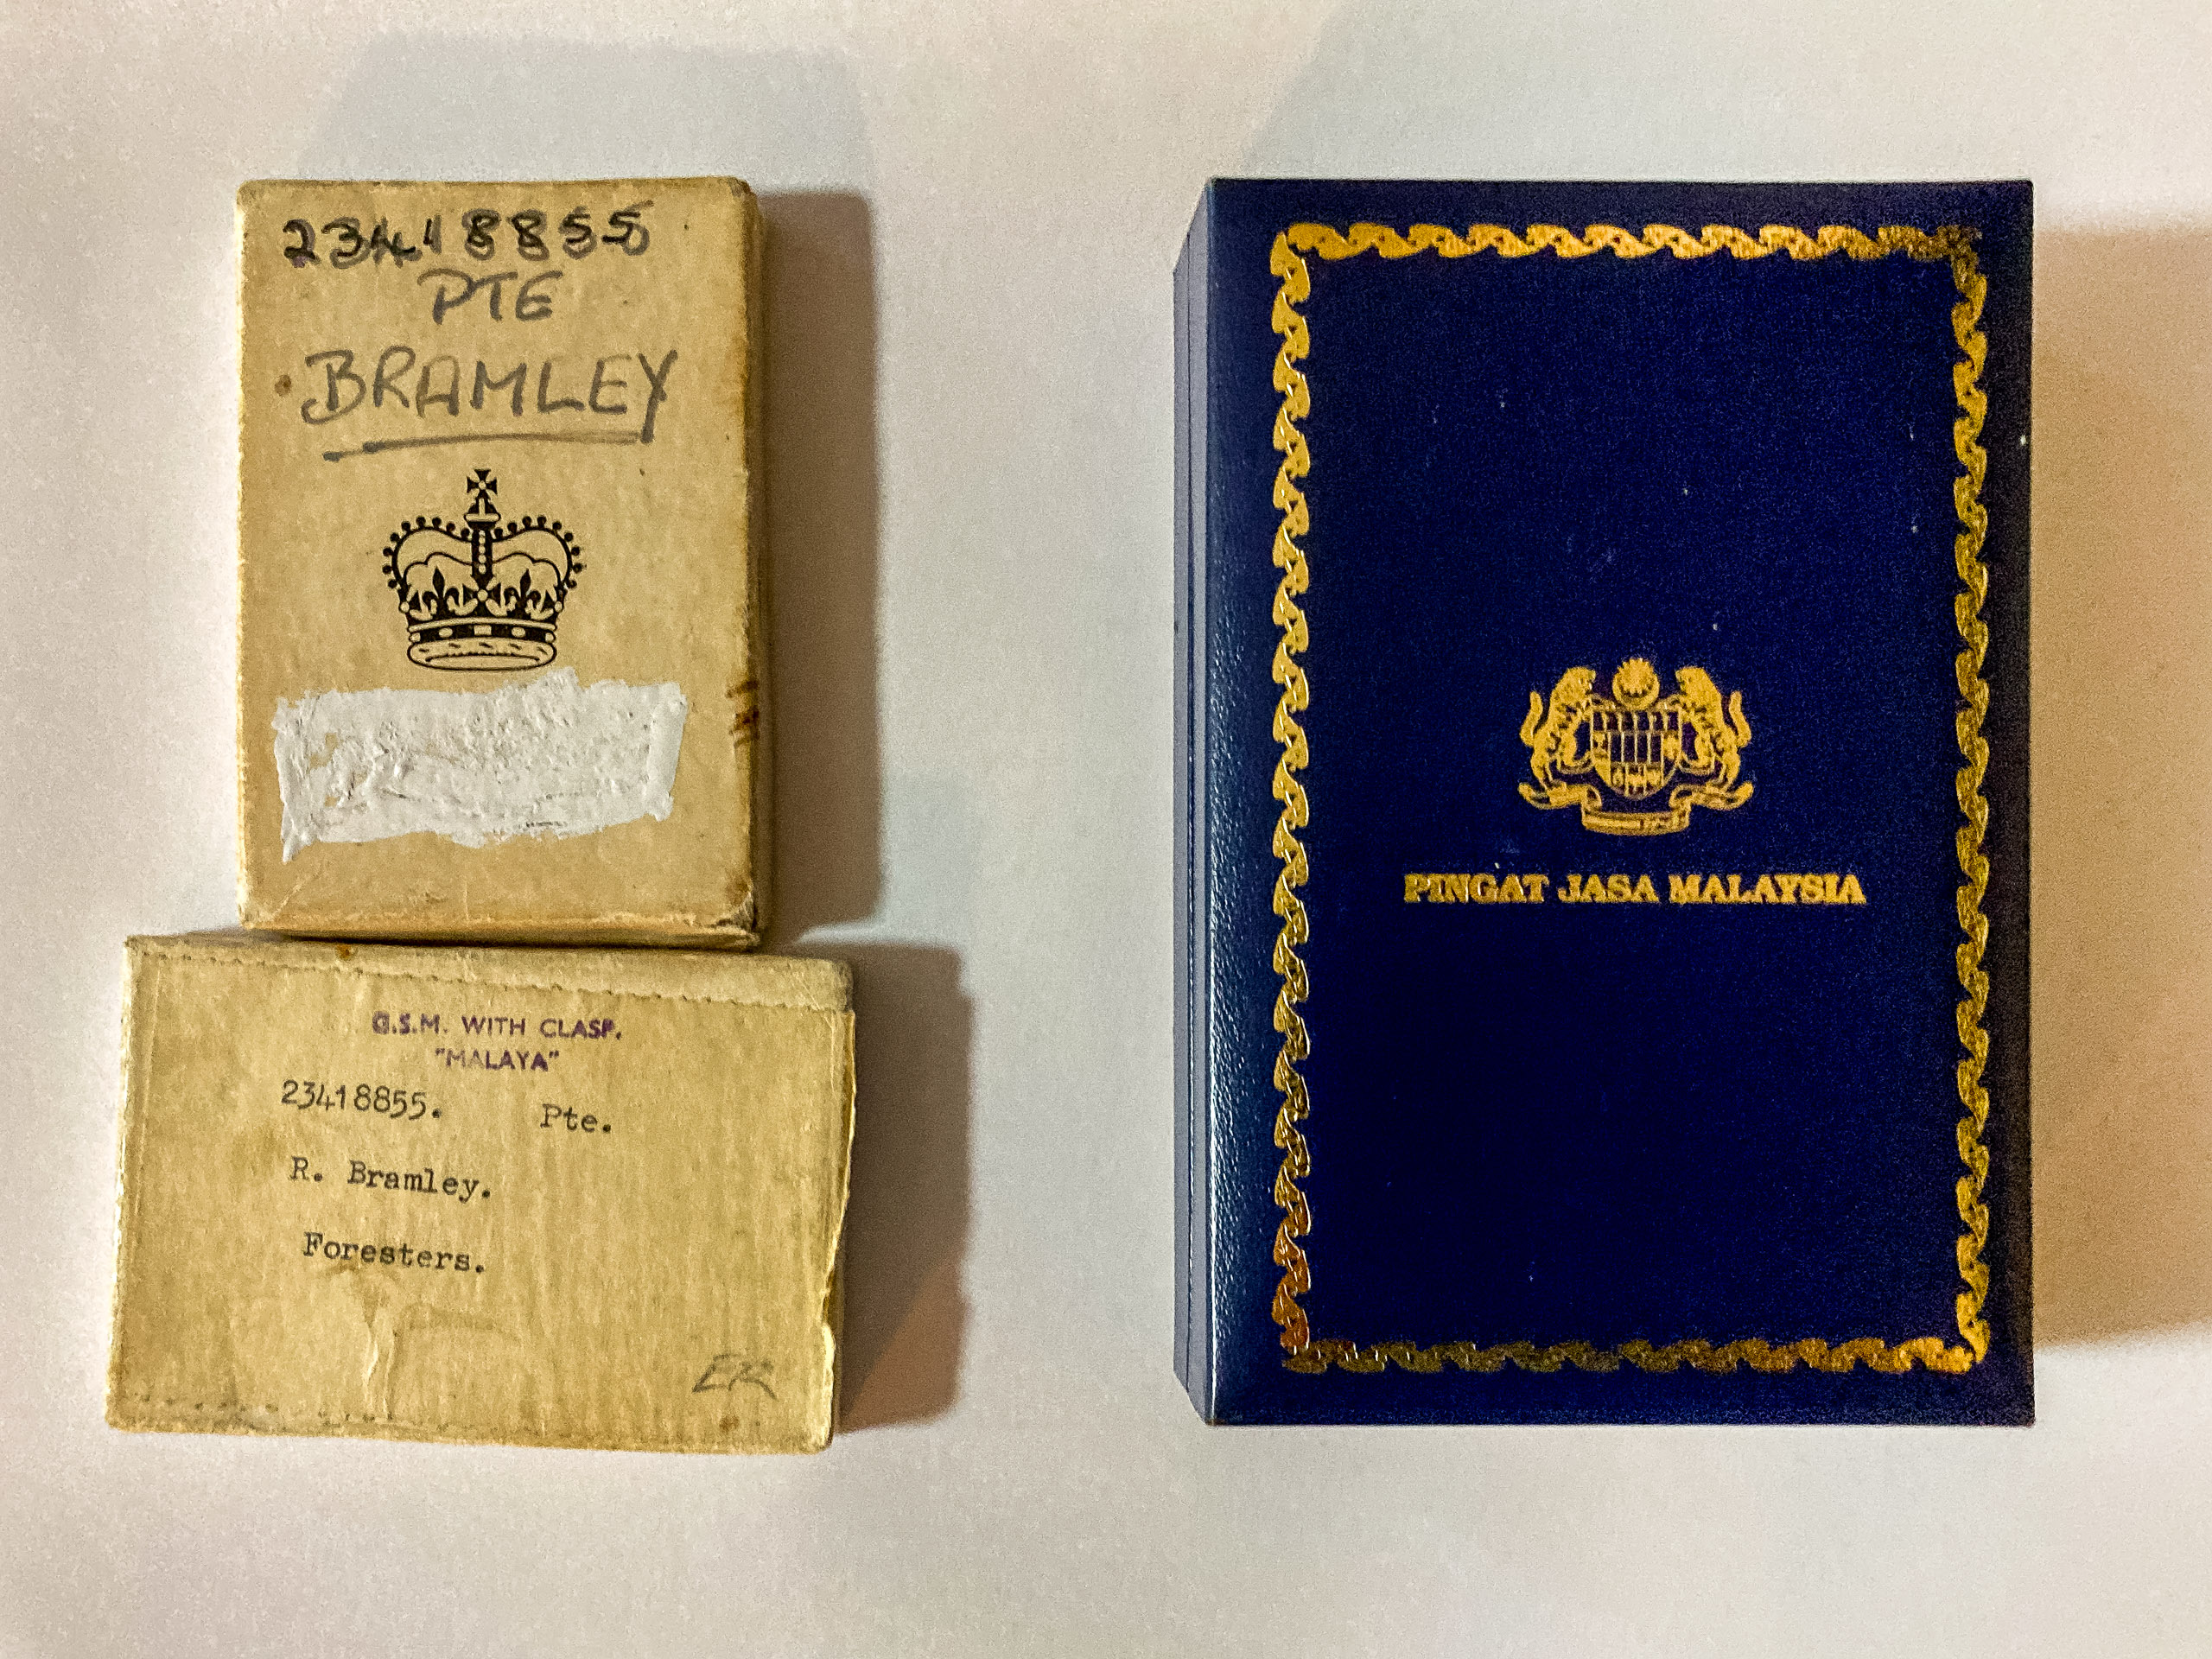 23418855
PTE
BRAMLEY
G.S.M. WITH CLASP.
"MALAYA"
23418855. Pte.
R. Bramley.
Foresters.
ER
PINGAT JASA MALAYSIA